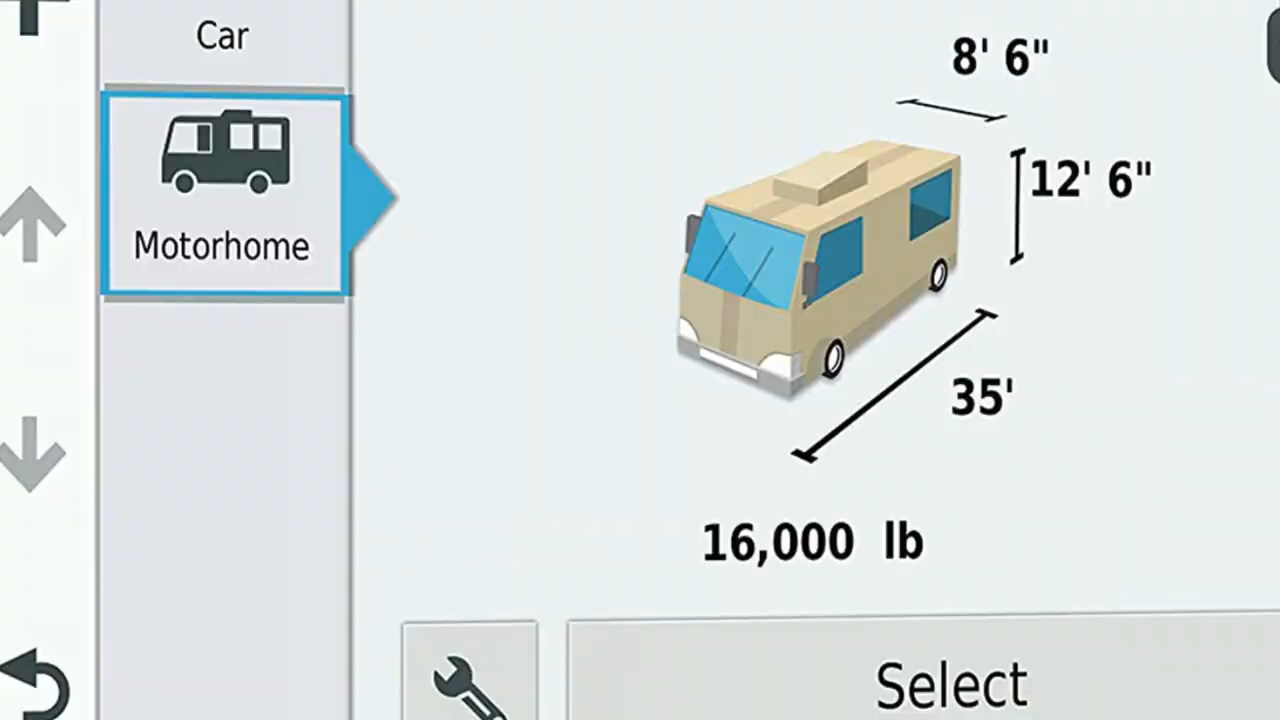 Car
Motorhome
8' 6"
12' 6"
35'
16,000 lb
Select